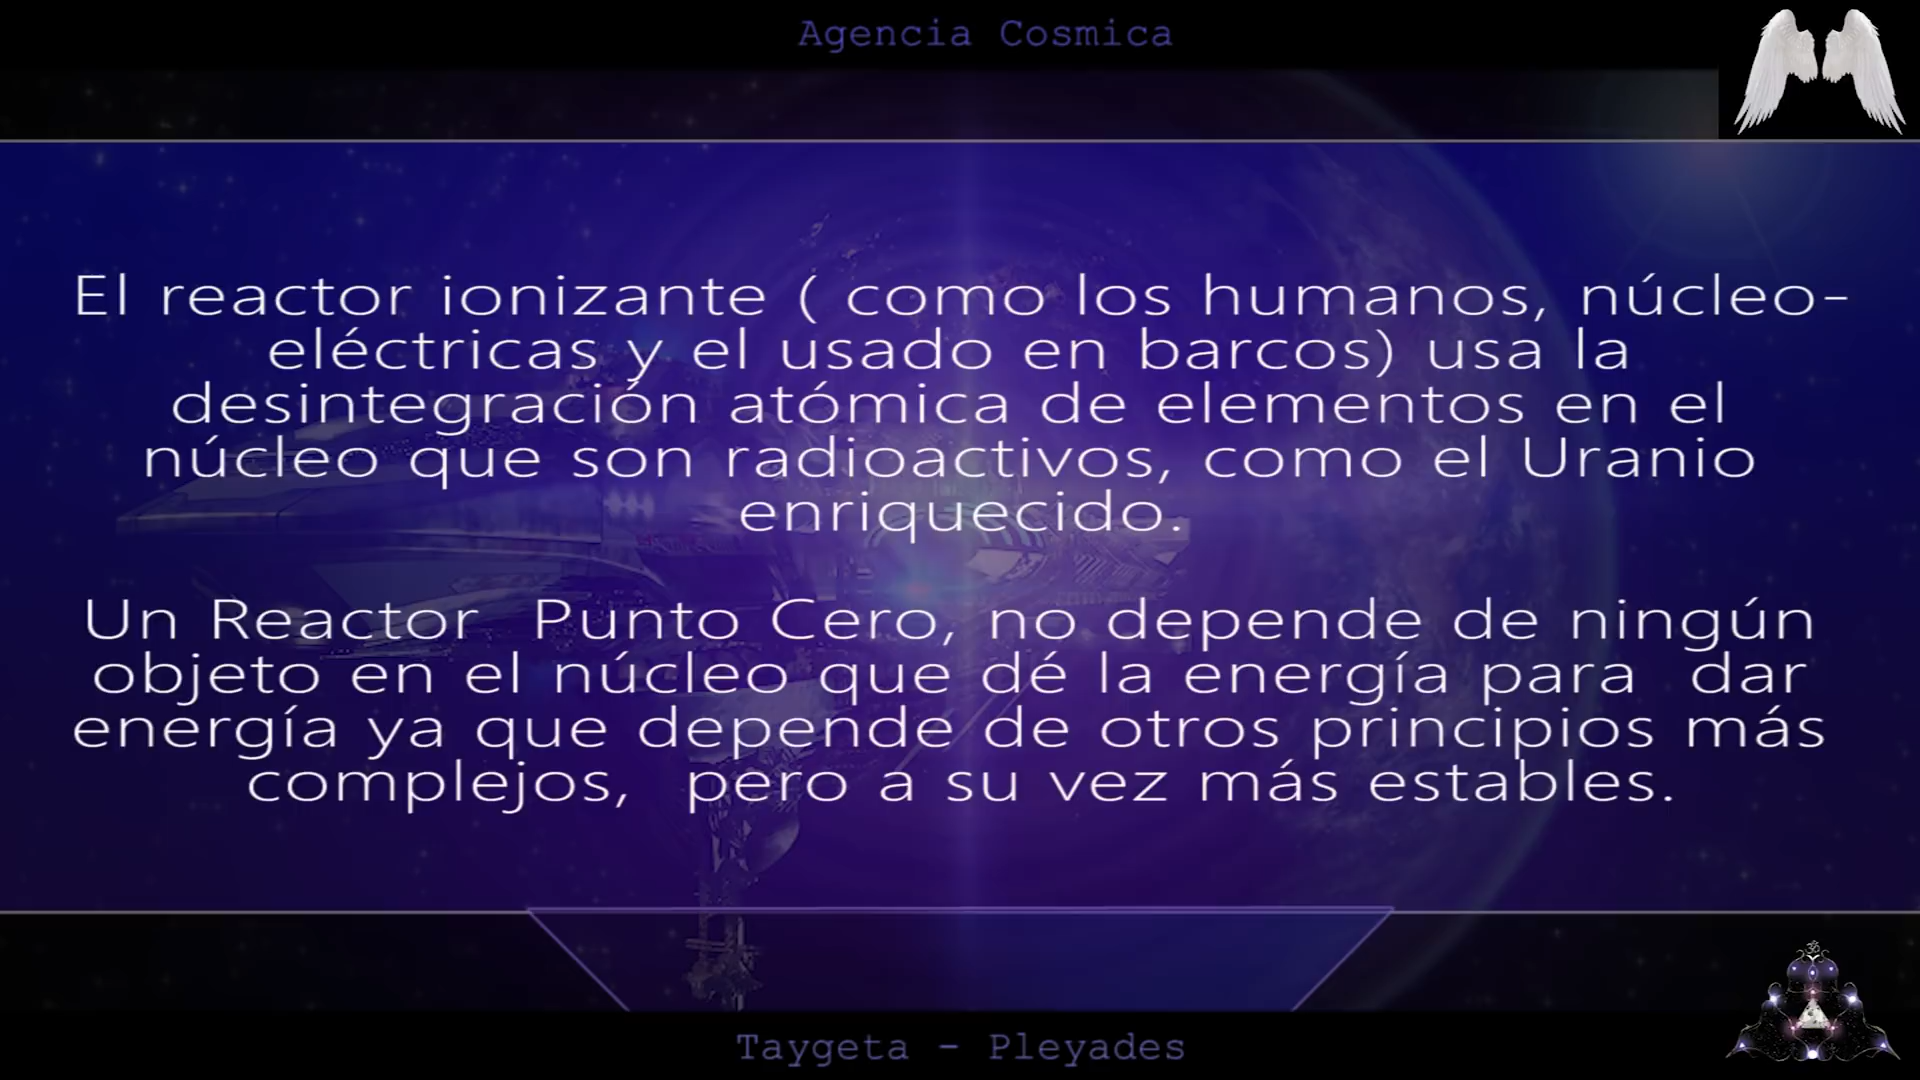 Agencia Cosmica
El reactor ionizante ( como los humanos, núcleo-
eléctricas y el usado en barcos) usa la
desintegración atómica de elementos en el
núcleo que son radioactivos, como el Uranio
enriquecido.
Un Reactor  Punto Cero, no depende de ningún
objeto en el núcleo que dé la energía para  dar
energía ya que depende de otros principios más
complejos,  pero a su vez más estables.
ॐ
Taygeta - Pleyades